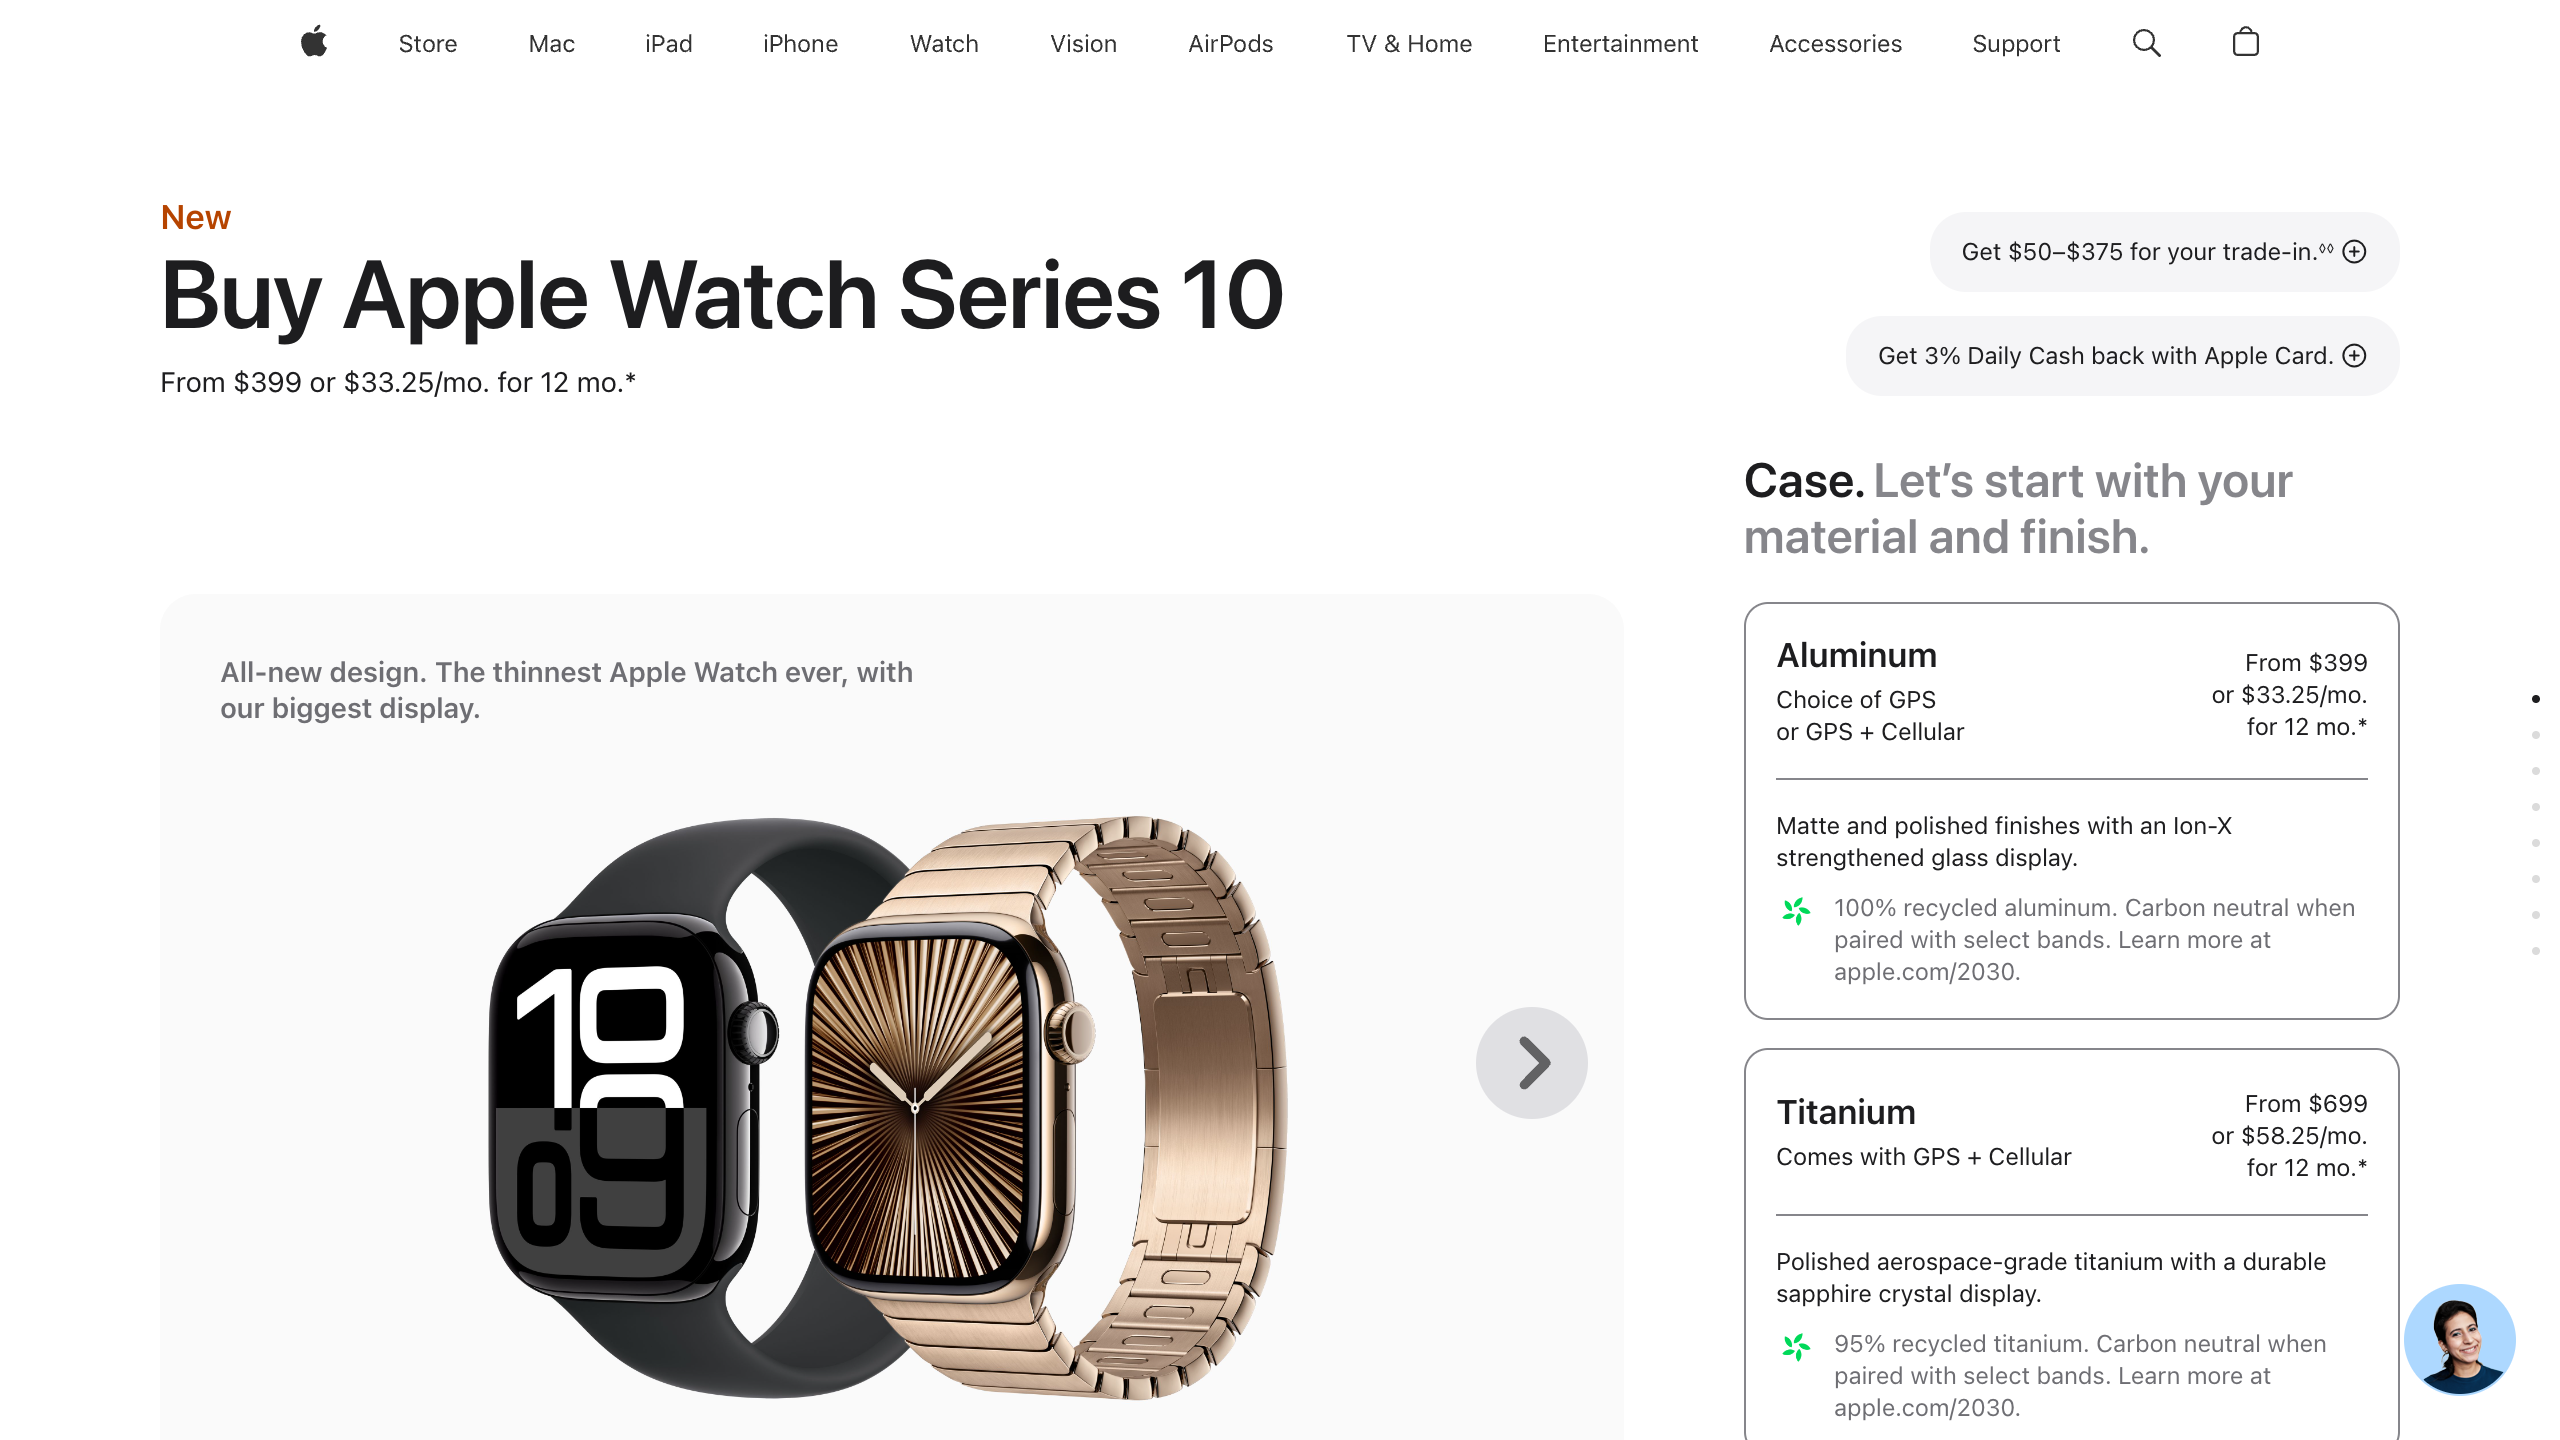 Store
Mac
iPad
iPhone
Watch
Vision
AirPods
TV & Home
Entertainment
Accessories
Support
New
Buy Apple Watch Series 10
From $399 or $33.25/mo. for 12 mo.*
Get $50–$375 for your trade-in.◊◊
Get 3% Daily Cash back with Apple Card.
Case. Let’s start with your
material and finish.
All-new design. The thinnest Apple Watch ever, with
our biggest display.
10
09
Aluminum
Choice of GPS
or GPS + Cellular
From $399
or $33.25/mo.
for 12 mo.*
Matte and polished finishes with an Ion-X
strengthened glass display.
100% recycled aluminum. Carbon neutral when
paired with select bands. Learn more at
apple.com/2030.
Titanium
Comes with GPS + Cellular
From $699
or $58.25/mo.
for 12 mo.*
Polished aerospace-grade titanium with a durable
sapphire crystal display.
95% recycled titanium. Carbon neutral when
paired with select bands. Learn more at
apple.com/2030.